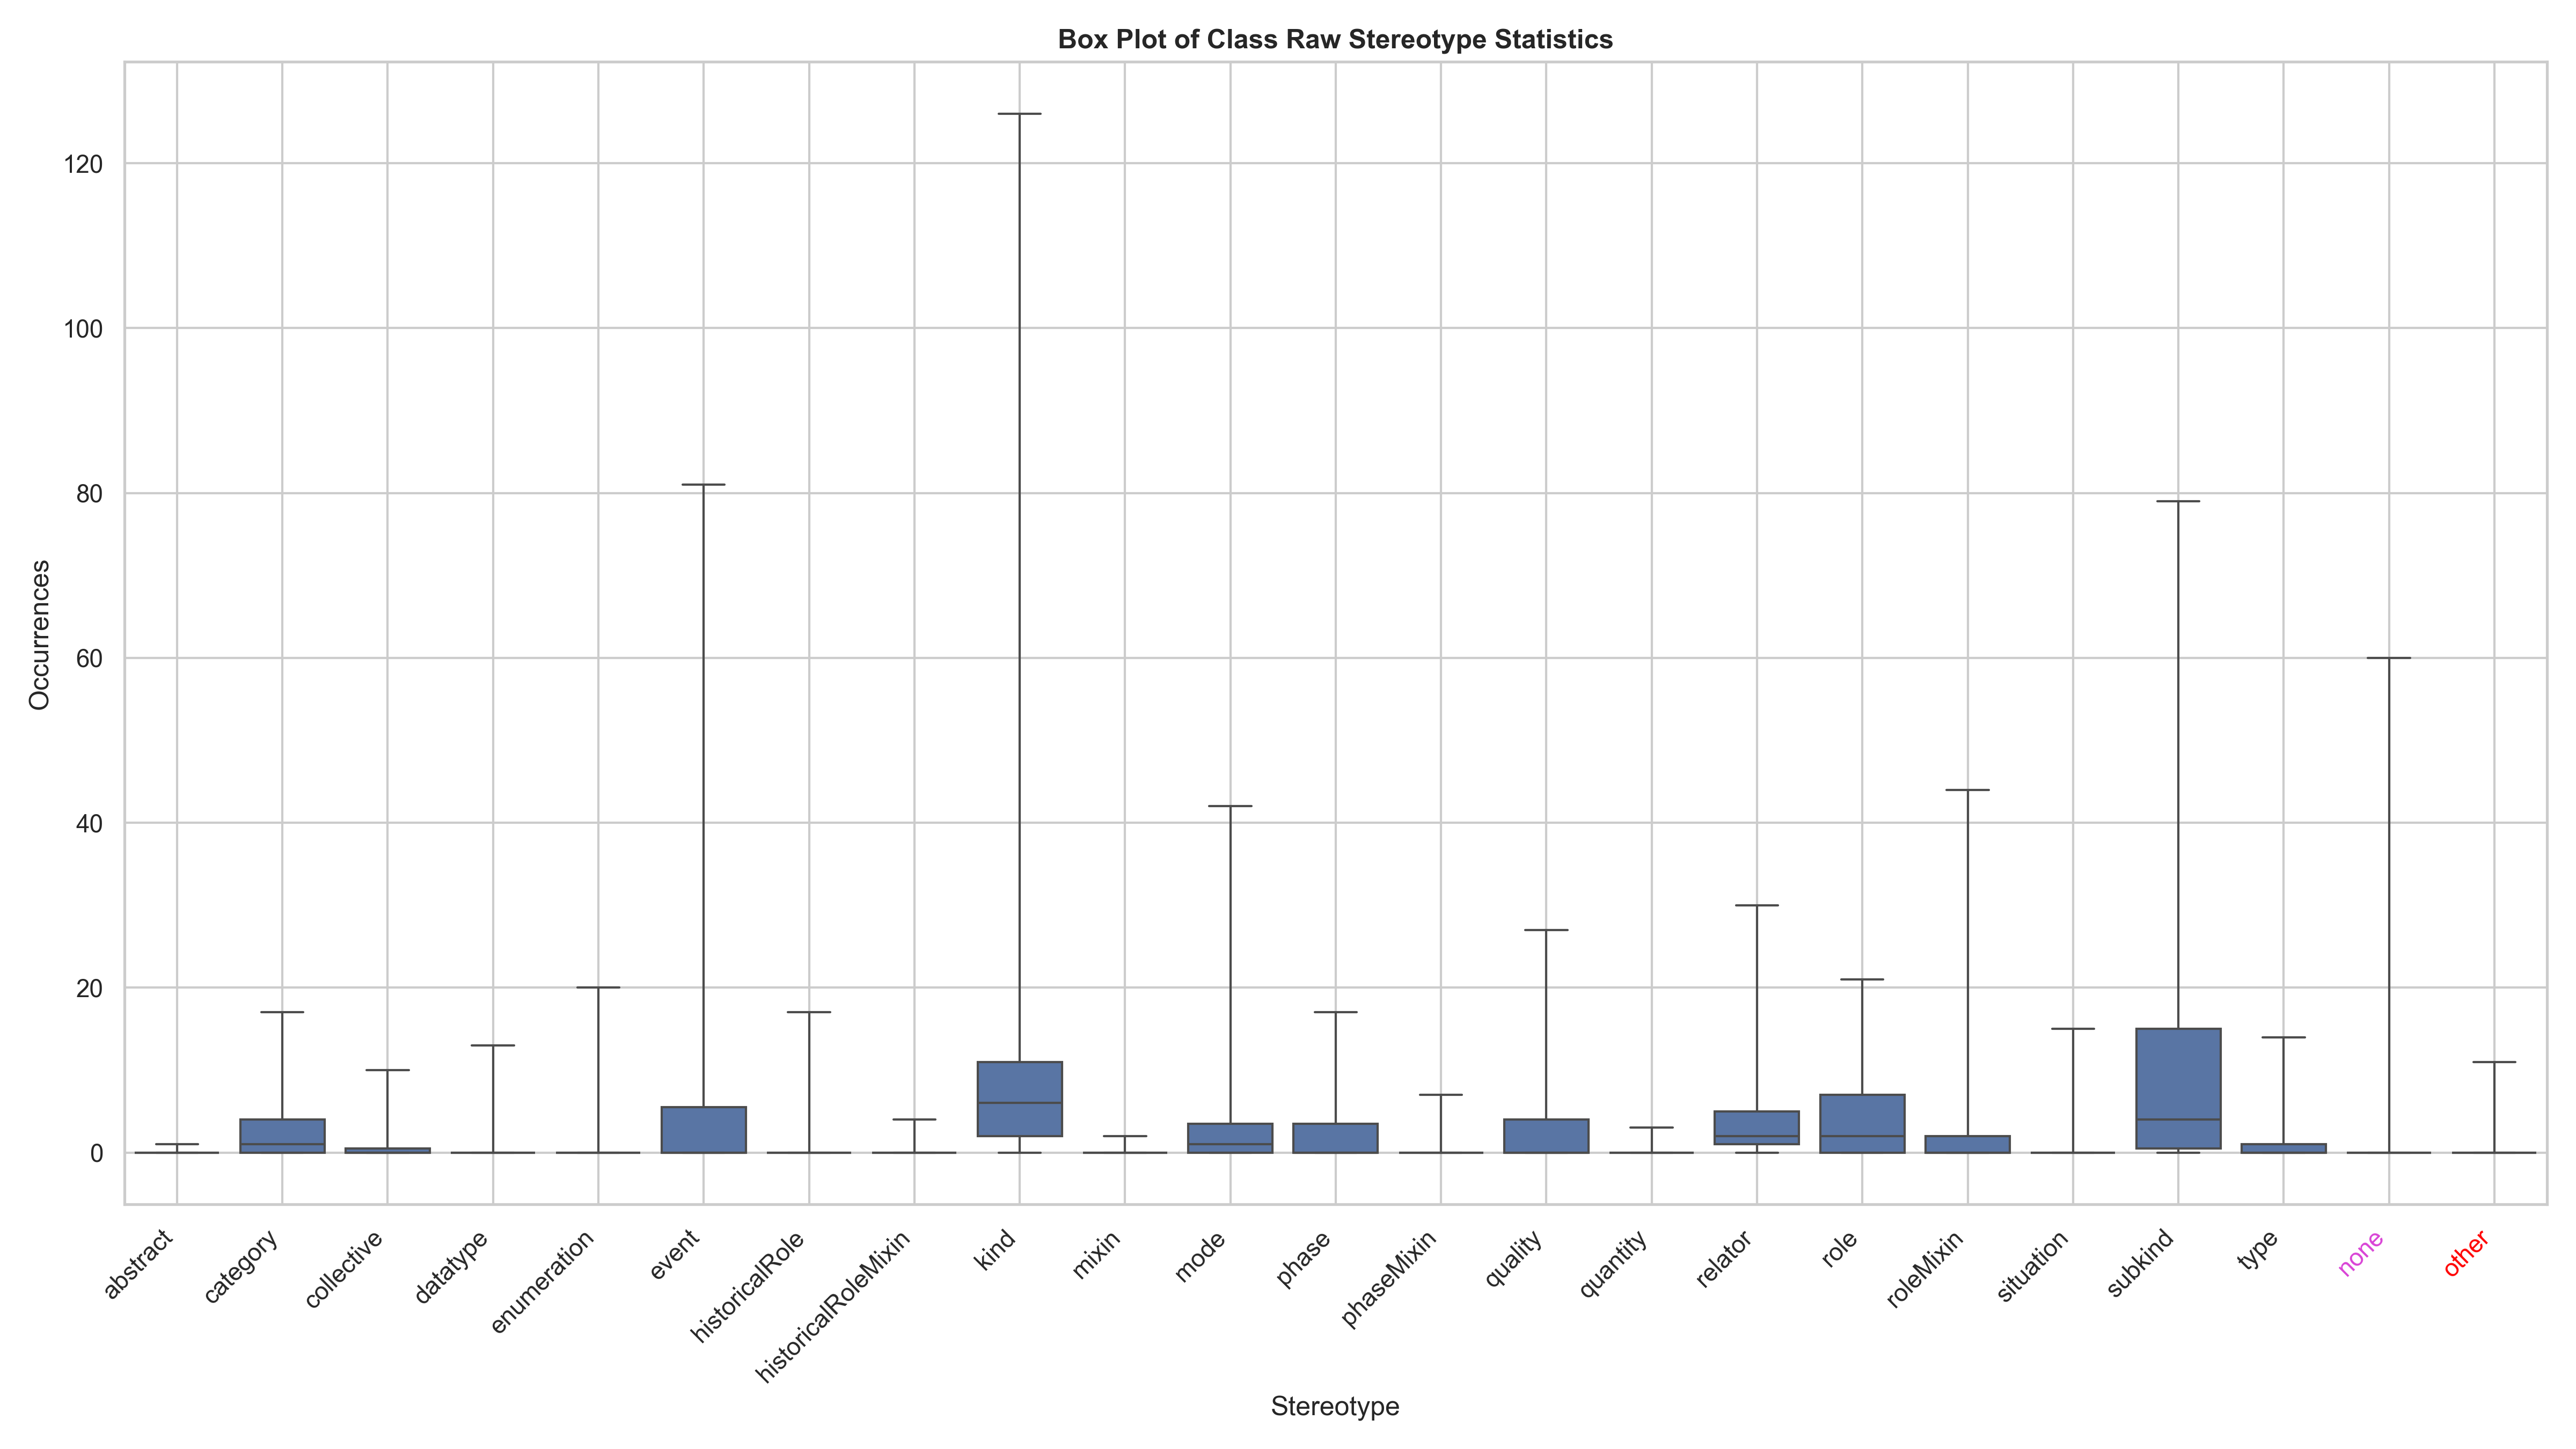 Box Plot of Class Raw Stereotype Statistics
Occurrences
120
100
80
60
40
20
0
abstract
category
collective
datatype
enumeration
event
historicalRole
historicalRoleMixin
kind
mixin
mode
phase
phaseMixin
quality
quantity
relator
role
roleMixin
situation
subkind
type
none
other
Stereotype